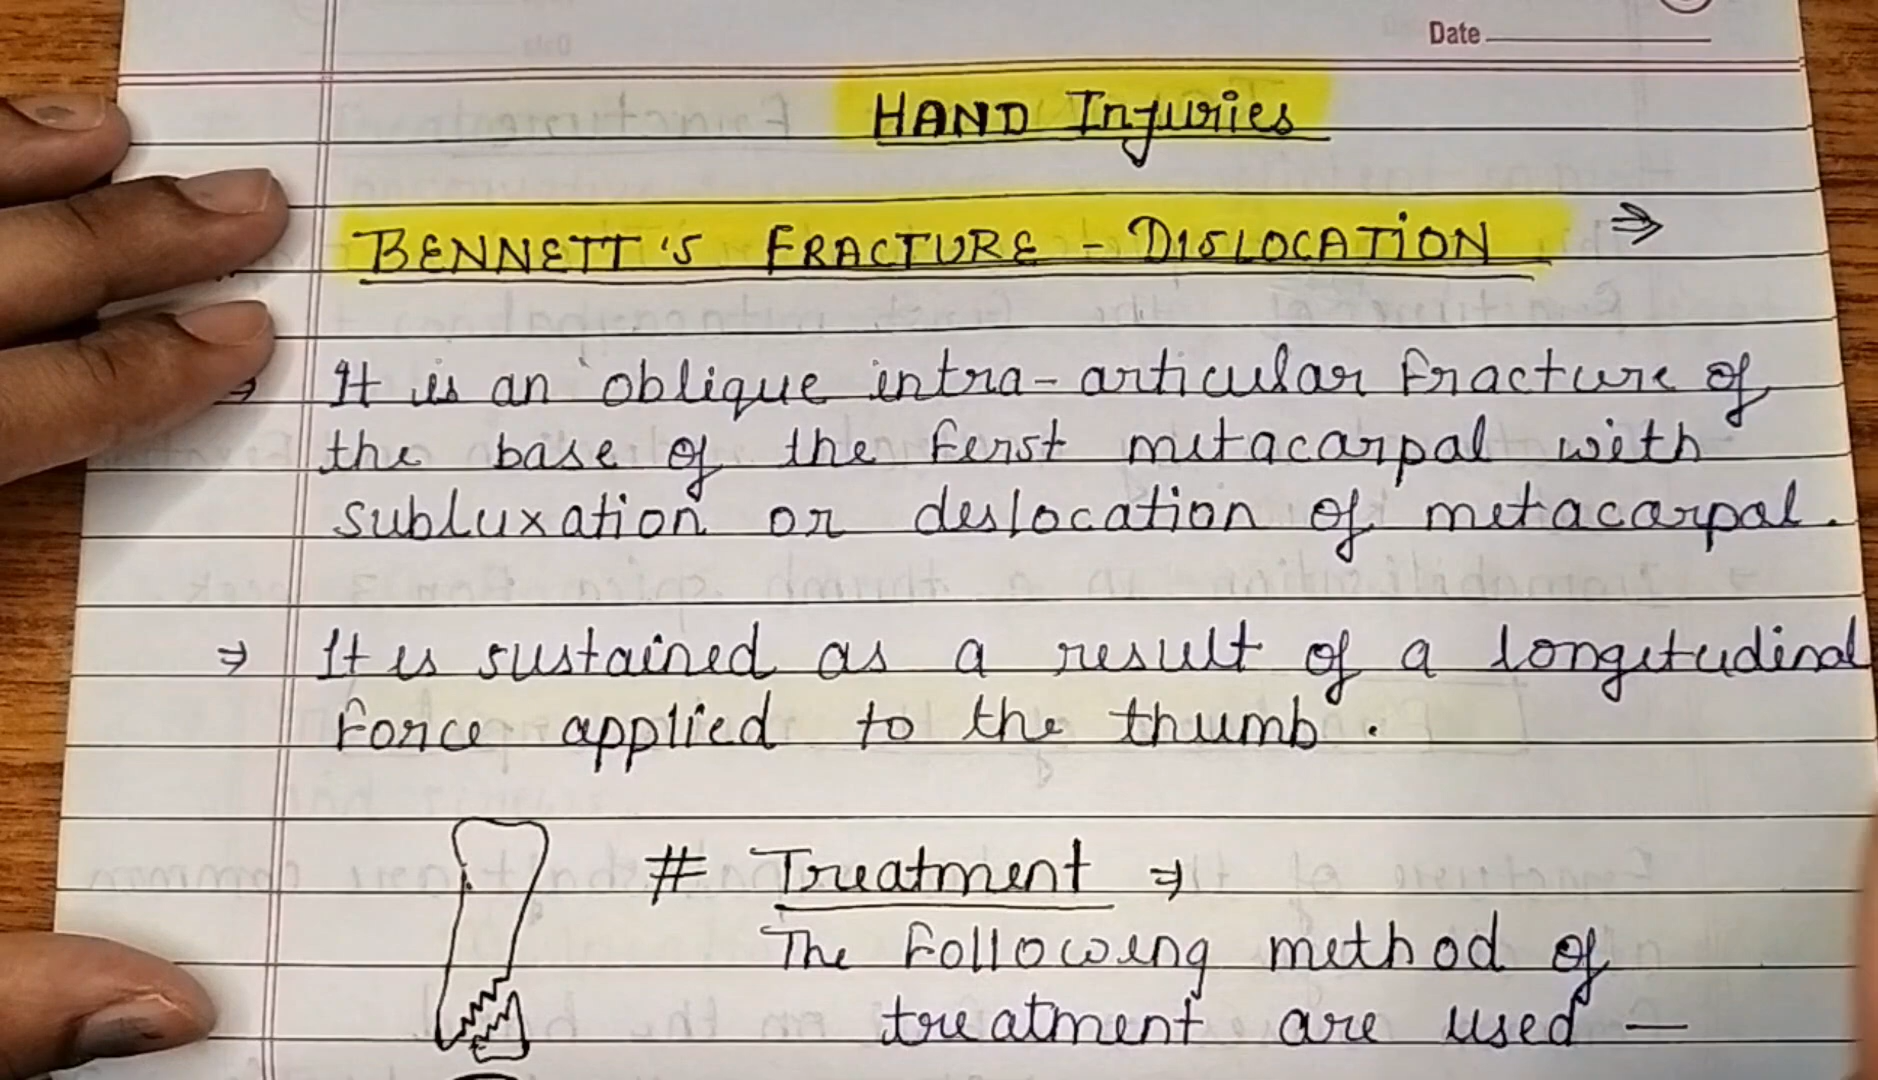 Date
HAND Injuries
BENNETT'S FRACTURE - DISLOCATION ⇒
⇒ It is an oblique intra-articular fracture of
the base of the first metacarpal with
subluxation or deslocation of metacarpal.
⇒ It is sustained as a result of a longitudinal
Force applied to the thumb.
# Treatment ⇒
The Following method of
treatment are used —